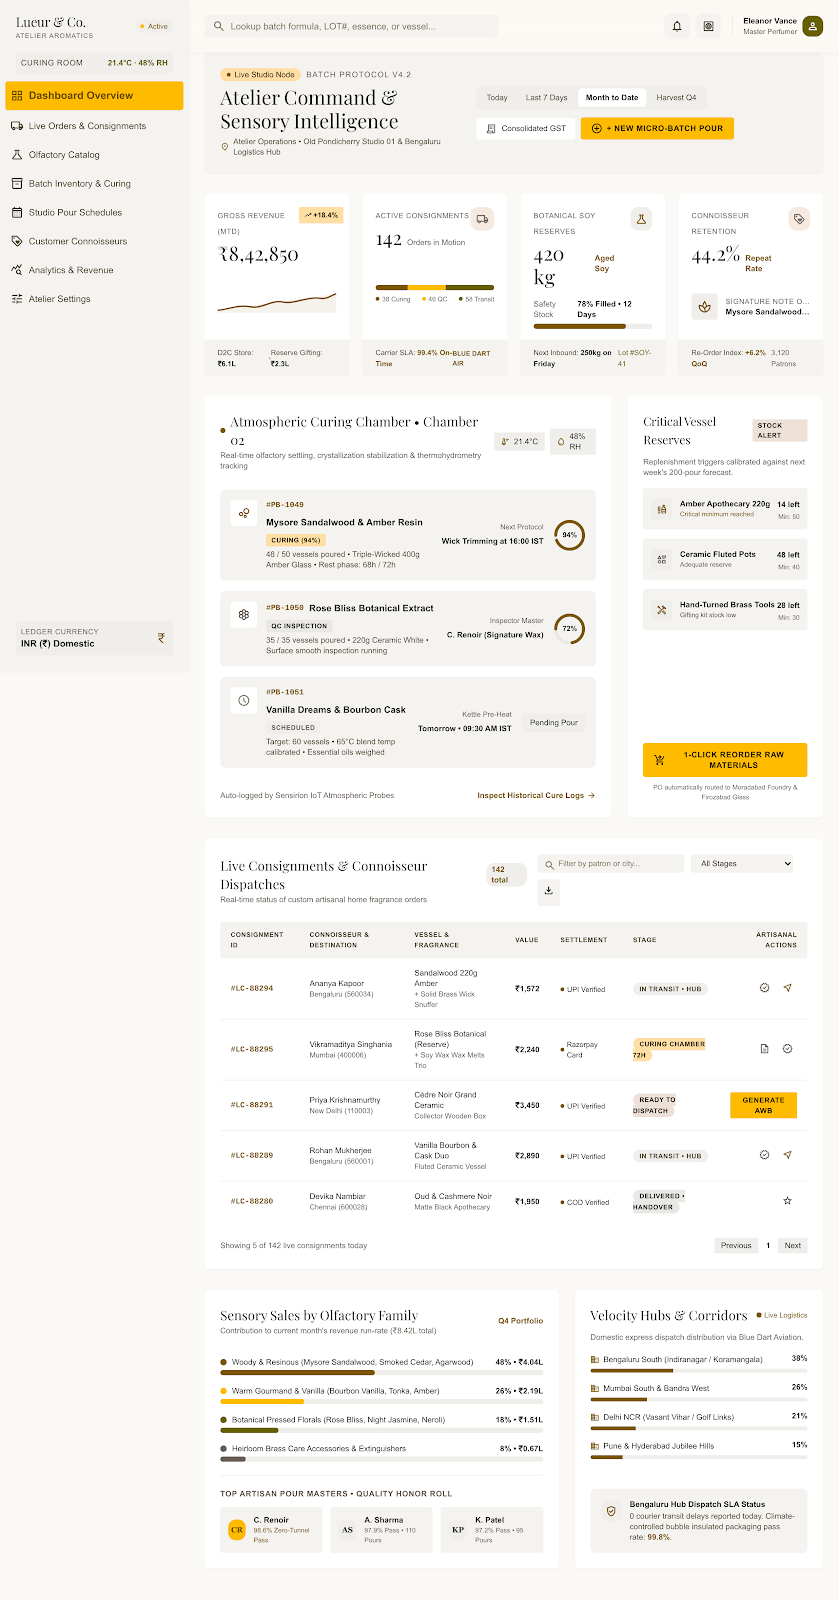 Lueur & Co.
ATELIER AROMATICS
Active
CURING ROOM 21.4°C · 48% RH
Dashboard Overview
Live Orders & Consignments
Olfactory Catalog
Batch Inventory & Curing
Studio Pour Schedules
Customer Connoisseurs
Analytics & Revenue
Atelier Settings
LEDGER CURRENCY
INR (₹) Domestic
₹
Lookup batch formula, LOT#, essence, or vessel...
Eleanor Vance
Master Perfumer
Live Studio Node BATCH PROTOCOL V4.2
Atelier Command &
Sensory Intelligence
Atelier Operations • Old Pondicherry Studio 01 & Bengaluru
Logistics Hub
Today Last 7 Days Month to Date Harvest Q4
Consolidated GST
+ NEW MICRO-BATCH POUR
GROSS REVENUE
(MTD)
+18.4%
₹8,42,850
D2C Store:
₹6.1L
Reserve Gifting:
₹2.3L
ACTIVE CONSIGNMENTS
142 Orders in Motion
38 Curing 46 QC 58 Transit
Carrier SLA: 99.4% On-
Time
BLUE DART
AIR
BOTANICAL SOY
RESERVES
420
kg
Aged
Soy
Safety
Stock
78% Filled • 12
Days
Next Inbound: 250kg on
Friday
Lot #SOY-
41
CONNOISSEUR
RETENTION
44.2%
Repeat
Rate
SIGNATURE NOTE O...
Mysore Sandalwood...
Re-Order Index: +6.2%
QoQ
3,120
Patrons
Atmospheric Curing Chamber • Chamber
02
Real-time olfactory settling, crystallization stabilization & thermohydrometry
tracking
21.4°C
48%
RH
#PB-1049
Mysore Sandalwood & Amber Resin
CURING (94%)
48 / 50 vessels poured • Triple-Wicked 400g
Amber Glass • Rest phase: 68h / 72h
Next Protocol
Wick Trimming at 16:00 IST
94%
#PB-1050 Rose Bliss Botanical Extract
QC INSPECTION
35 / 35 vessels poured • 220g Ceramic White •
Surface smooth inspection running
Inspector Master
C. Renoir (Signature Wax)
72%
#PB-1051
Vanilla Dreams & Bourbon Cask
SCHEDULED
Target: 60 vessels • 65°C blend temp
calibrated • Essential oils weighed
Kettle Pre-Heat
Tomorrow • 09:30 AM IST
Pending Pour
Auto-logged by Sensirion IoT Atmospheric Probes
Inspect Historical Cure Logs →
Critical Vessel
Reserves
STOCK
ALERT
Replenishment triggers calibrated against next
week's 200-pour forecast.
Amber Apothecary 220g 14 left
Critical minimum reached Min: 50
Ceramic Fluted Pots 48 left
Adequate reserve Min: 40
Hand-Turned Brass Tools 28 left
Gifting kit stock low Min: 30
1-CLICK REORDER RAW
MATERIALS
PO automatically routed to Moradabad Foundry &
Firozabad Glass
Live Consignments & Connoisseur
Dispatches
Real-time status of custom artisanal home fragrance orders
142
total
Filter by patron or city...
All Stages
CONSIGNMENT
ID
CONNOISSEUR &
DESTINATION
VESSEL &
FRAGRANCE
VALUE
SETTLEMENT
STAGE
ARTISANAL
ACTIONS
#LC-88294
Ananya Kapoor
Bengaluru (560034)
Sandalwood 220g
Amber
+ Solid Brass Wick
Snuffer
₹1,572
UPI Verified
IN TRANSIT • HUB
#LC-88295
Vikramaditya Singhania
Mumbai (400006)
Rose Bliss Botanical
(Reserve)
+ Soy Wax Wax Melts
Trio
₹2,240
Razorpay
Card
CURING CHAMBER
72H
#LC-88291
Priya Krishnamurthy
New Delhi (110003)
Cèdre Noir Grand
Ceramic
Collector Wooden Box
₹3,450
UPI Verified
READY TO
DISPATCH
GENERATE
AWB
#LC-88289
Rohan Mukherjee
Bengaluru (560001)
Vanilla Bourbon &
Cask Duo
Fluted Ceramic Vessel
₹2,890
UPI Verified
IN TRANSIT • HUB
#LC-88280
Devika Nambiar
Chennai (600028)
Oud & Cashmere Noir
Matte Black Apothecary
₹1,950
COD Verified
DELIVERED •
HANDOVER
Showing 5 of 142 live consignments today
Previous 1 Next
Sensory Sales by Olfactory Family
Contribution to current month's revenue run-rate (₹8.42L total)
Q4 Portfolio
Woody & Resinous (Mysore Sandalwood, Smoked Cedar, Agarwood) 48% • ₹4.04L
Warm Gourmand & Vanilla (Bourbon Vanilla, Tonka, Amber) 26% • ₹2.19L
Botanical Pressed Florals (Rose Bliss, Night Jasmine, Neroli) 18% • ₹1.51L
Heirloom Brass Care Accessories & Extinguishers 8% • ₹0.67L
TOP ARTISAN POUR MASTERS • QUALITY HONOR ROLL
CR
C. Renoir
98.6% Zero-Tunnel
Pass
AS
A. Sharma
97.9% Pass • 110
Pours
KP
K. Patel
97.2% Pass • 95
Pours
Velocity Hubs & Corridors
Live Logistics
Domestic express dispatch distribution via Blue Dart Aviation.
Bengaluru South (Indiranagar / Koramangala) 38%
Mumbai South & Bandra West 26%
Delhi NCR (Vasant Vihar / Golf Links) 21%
Pune & Hyderabad Jubilee Hills 15%
Bengaluru Hub Dispatch SLA Status
0 courier transit delays reported today. Climate-
controlled bubble insulated packaging pass
rate: 99.8%.